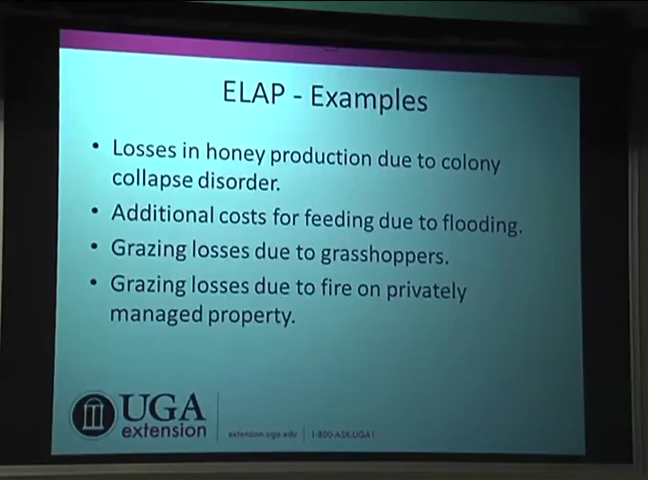 ELAP - Examples
• Losses in honey production due to colony
collapse disorder.
• Additional costs for feeding due to flooding.
• Grazing losses due to grasshoppers.
• Grazing losses due to fire on privately
managed property.
UGA
extension
extension.uga.edu | 1-800-ASK-UGA1